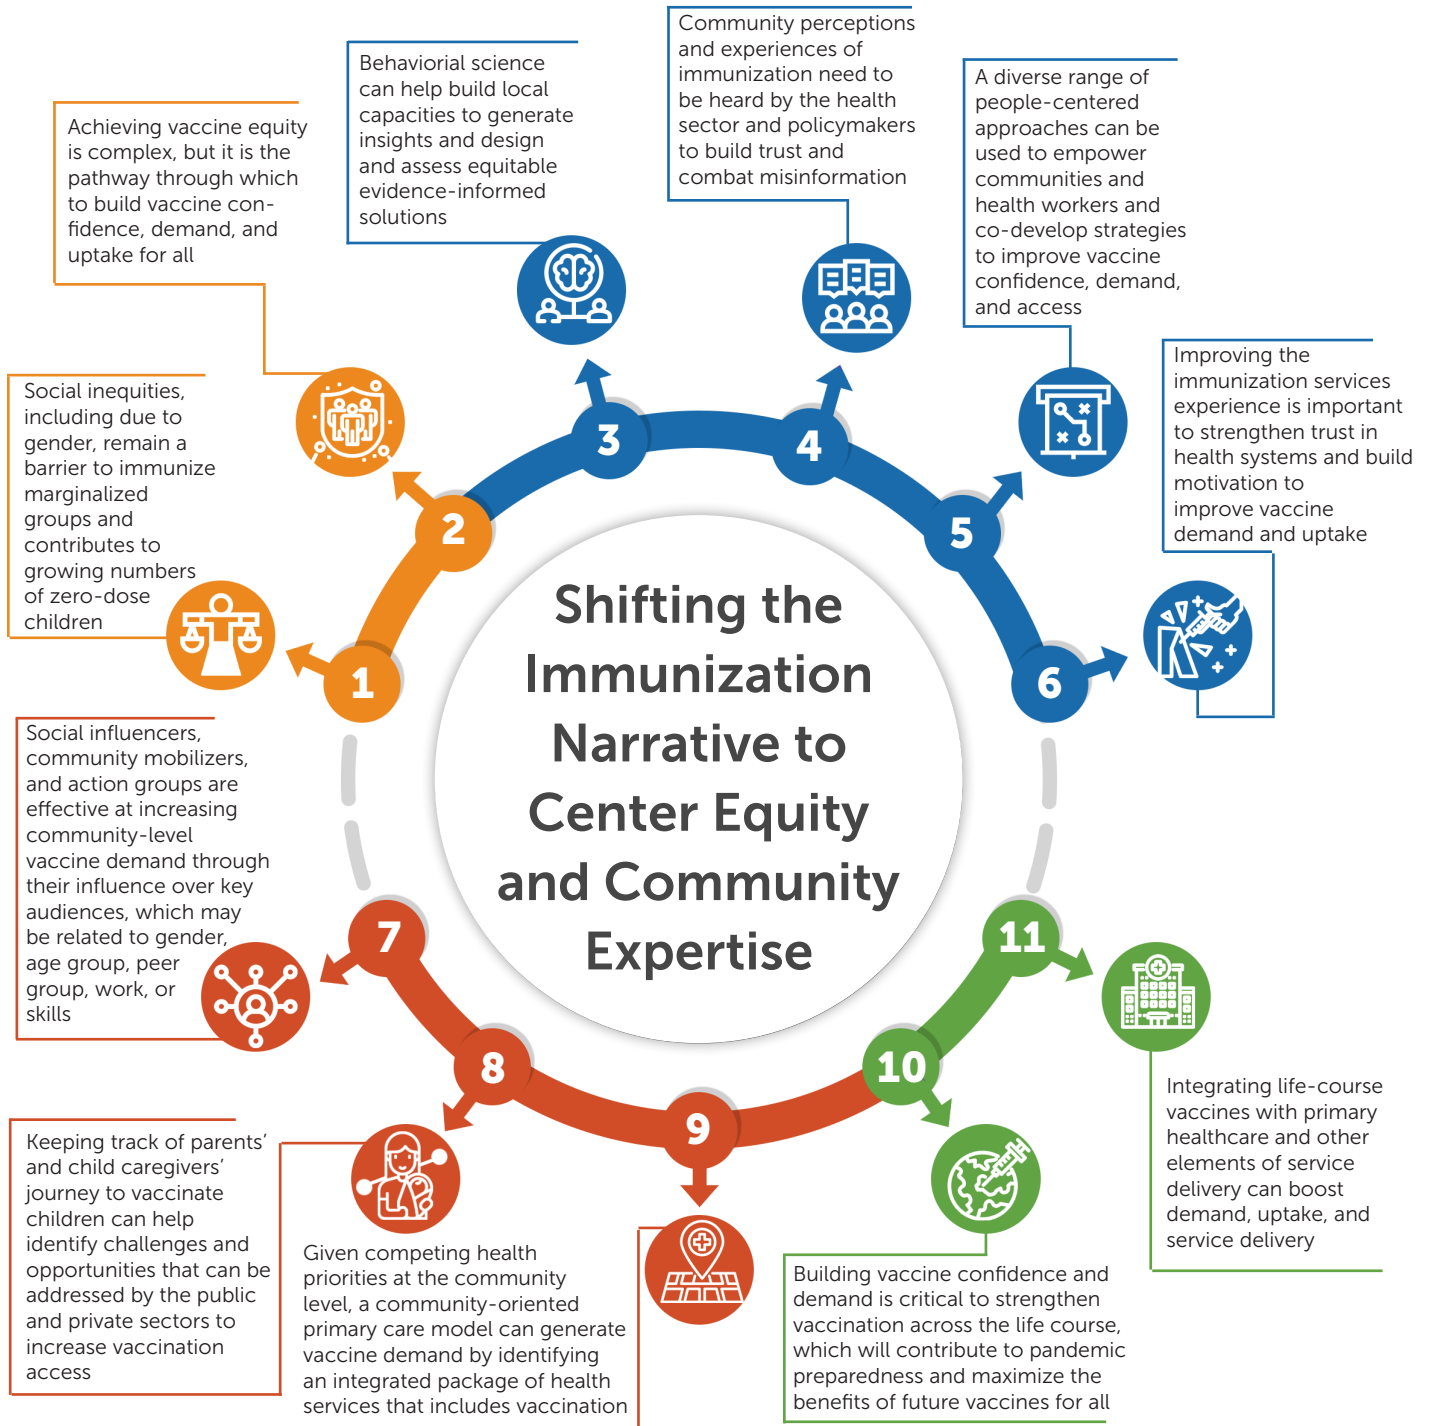 Social inequities,
including due to
gender, remain a
barrier to immunize
marginalized
groups and
contributes to
growing numbers
of zero-dose
children
1
Achieving vaccine equity
is complex, but it is the
pathway through which
to build vaccine con-
fidence, demand, and
uptake for all
2
Behaviorial science
can help build local
capacities to generate
insights and design
and assess equitable
evidence-informed
solutions
3
Community perceptions
and experiences of
immunization need to
be heard by the health
sector and policymakers
to build trust and
combat misinformation
4
A diverse range of
people-centered
approaches can be
used to empower
communities and
health workers and
co-develop strategies
to improve vaccine
confidence, demand,
and access
5
Improving the
immunization services
experience is important
to strengthen trust in
health systems and build
motivation to
improve vaccine
demand and uptake
6
Shifting the
Immunization
Narrative to
Center Equity
and Community
Expertise
Social influencers,
community mobilizers,
and action groups are
effective at increasing
community-level
vaccine demand through
their influence over key
audiences, which may
be related to gender,
age group, peer
group, work, or
skills
7
Keeping track of parents’
and child caregivers’
journey to vaccinate
children can help
identify challenges and
opportunities that can be
addressed by the public
and private sectors to
increase vaccination
access
8
Given competing health
priorities at the community
level, a community-oriented
primary care model can generate
vaccine demand by identifying
an integrated package of health
services that includes vaccination
9
Building vaccine confidence and
demand is critical to strengthen
vaccination across the life course,
which will contribute to pandemic
preparedness and maximize the
benefits of future vaccines for all
10
Integrating life-course
vaccines with primary
healthcare and other
elements of service
delivery can boost
demand, uptake, and
service delivery
11